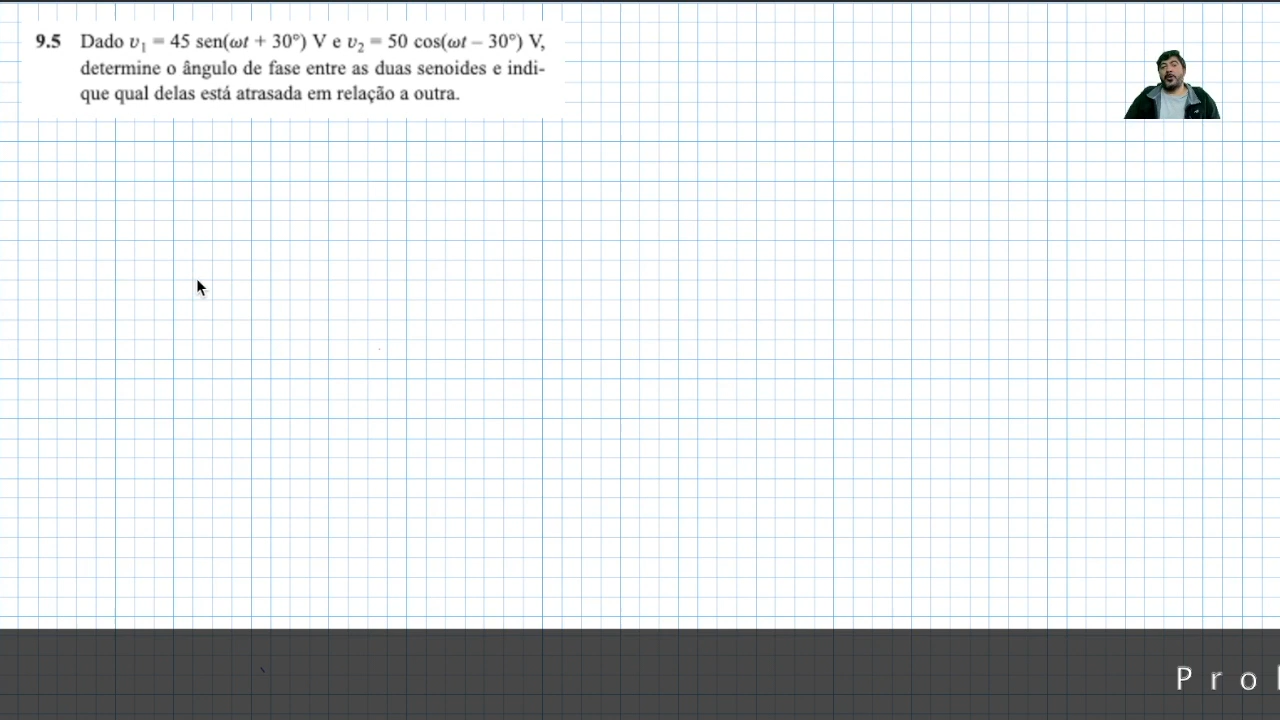 9.5 Dado v₁ = 45 sen(ωt + 30°) V e v₂ = 50 cos(ωt – 30°) V,
determine o ângulo de fase entre as duas senoides e indi-
que qual delas está atrasada em relação a outra.
P r o